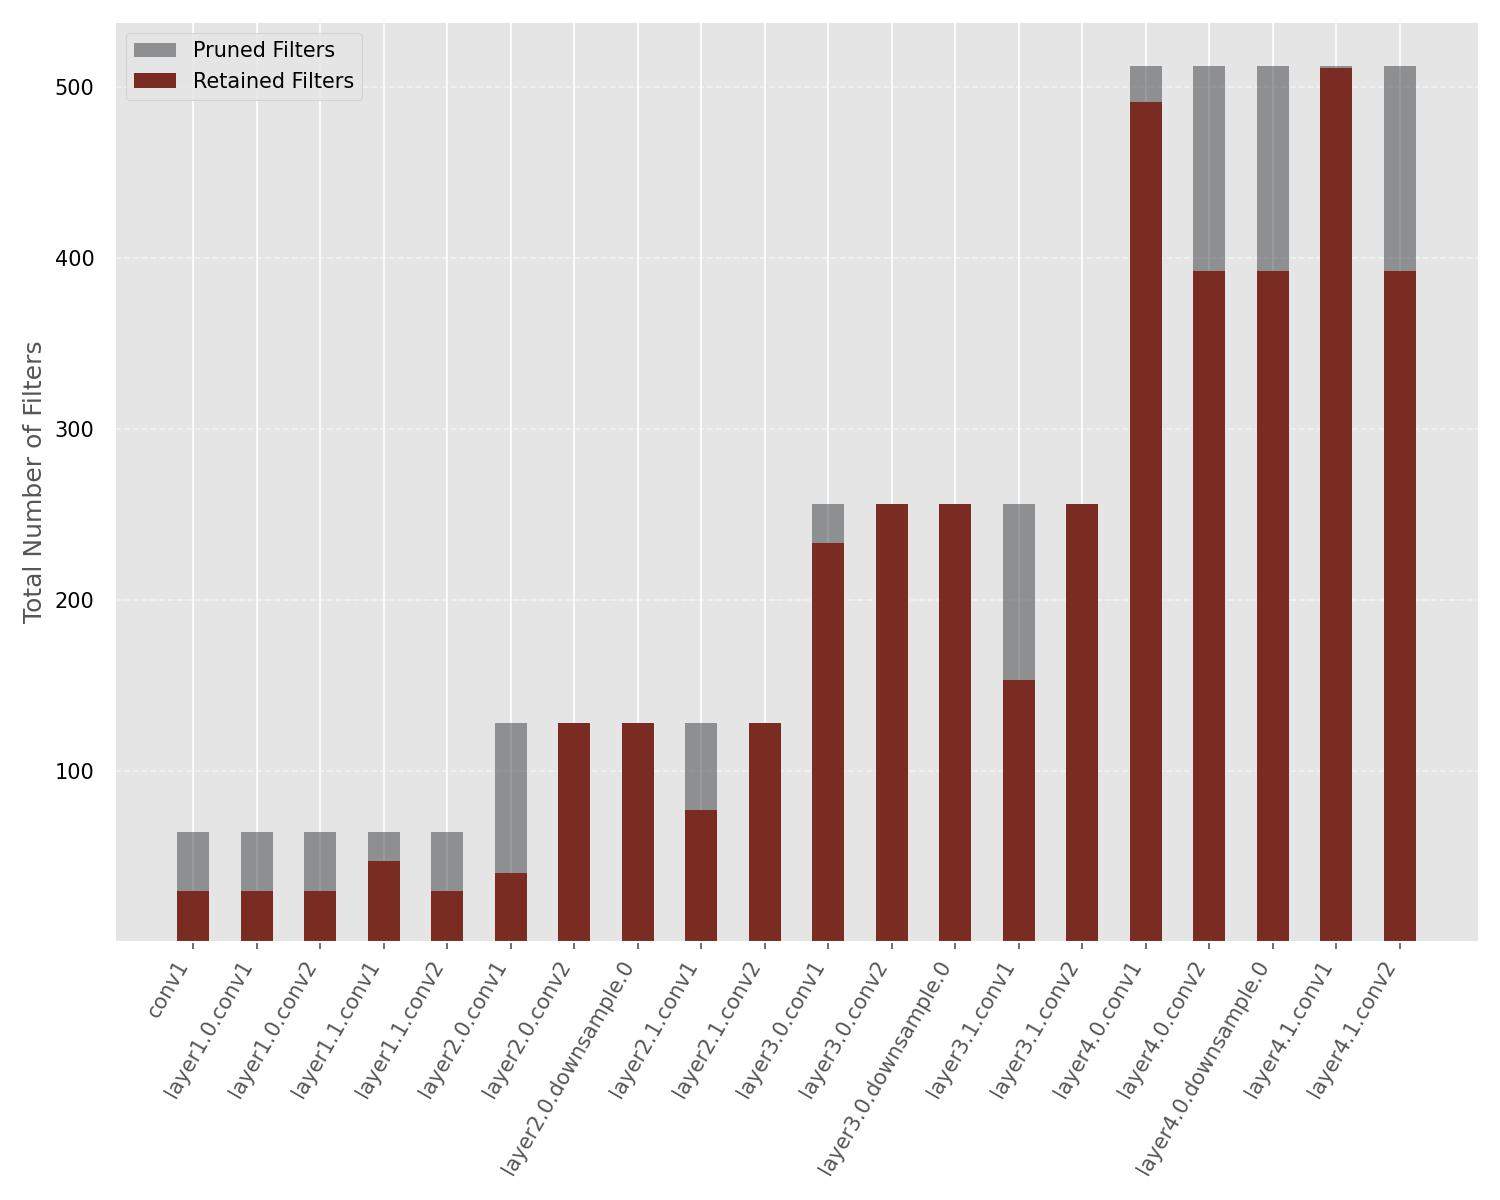 Pruned Filters
Retained Filters
Total Number of Filters
500
400
300
200
100
conv1
layer1.0.conv1
layer1.0.conv2
layer1.1.conv1
layer1.1.conv2
layer2.0.conv1
layer2.0.conv2
layer2.0.downsample.0
layer2.1.conv1
layer2.1.conv2
layer3.0.conv1
layer3.0.conv2
layer3.0.downsample.0
layer3.1.conv1
layer3.1.conv2
layer4.0.conv1
layer4.0.conv2
layer4.0.downsample.0
layer4.1.conv1
layer4.1.conv2